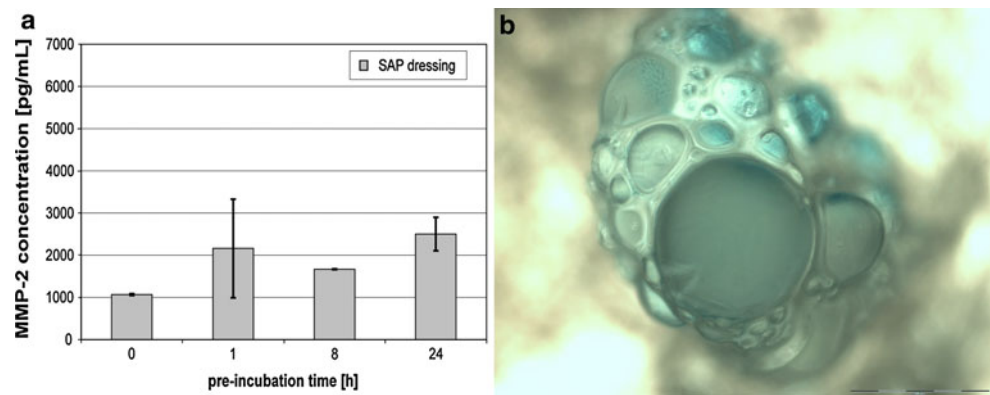 a
MMP-2 concentration [pg/mL]
7000
6000
5000
4000
3000
2000
1000
0
SAP dressing
0 1 8 24
pre-incubation time [h]
b